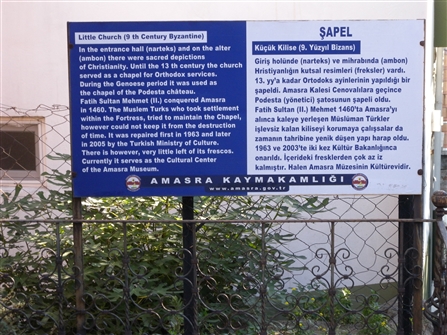 Little Church (9 th Century Byzantine)
In the entrance hall (narteks) and on the alter
(ambon) there were sacred depictions
of Christianity. Until the 13 th century the church
served as a chapel for Orthodox services.
During the Genoese period it was used as
the chapel of the Podesta château.
Fatih Sultan Mehmet (II.) conquered Amasra
in 1460. The Muslem Turks who took settlement
within the Fortress, tried to maintain the Chapel,
however could not keep it from the destruction
of time. It was repaired first in 1963 and later
in 2005 by the Turkish Ministry of Culture.
There is however, very little left of its frescos.
Currently it serves as the Cultural Center
of the Amasra Museum.
ŞAPEL
Küçük Kilise (9. Yüzyıl Bizans)
Giriş holünde (narteks) ve mihrabında (ambon)
Hristiyanlığın kutsal resimleri (freksler) vardı.
13. yy'a kadar Ortodoks ayinlerinin yapıldığı
bir şapeldi. Amasra Kalesi Cenovalılara geçince
Podesta (yönetici) şatosunun şapeli oldu.
Fatih Sultan (II.) Mehmet 1460'ta Amasra'yı
alınca kaleye yerleşen Müslüman Türkler
işlevsiz kalan kiliseyi korumaya çalışsalar da
zamanın tahribine yenik düşen yapı harap oldu.
1963 ve 2003'te iki kez Kültür Bakanlığınca
onarıldı. İçerideki fresklerden çok az iz
kalmıştır. Halen Amasra Müzesinin Kültürevidir.
AMASRA KAYMAKAMLIĞI
www.amasra.gov.tr